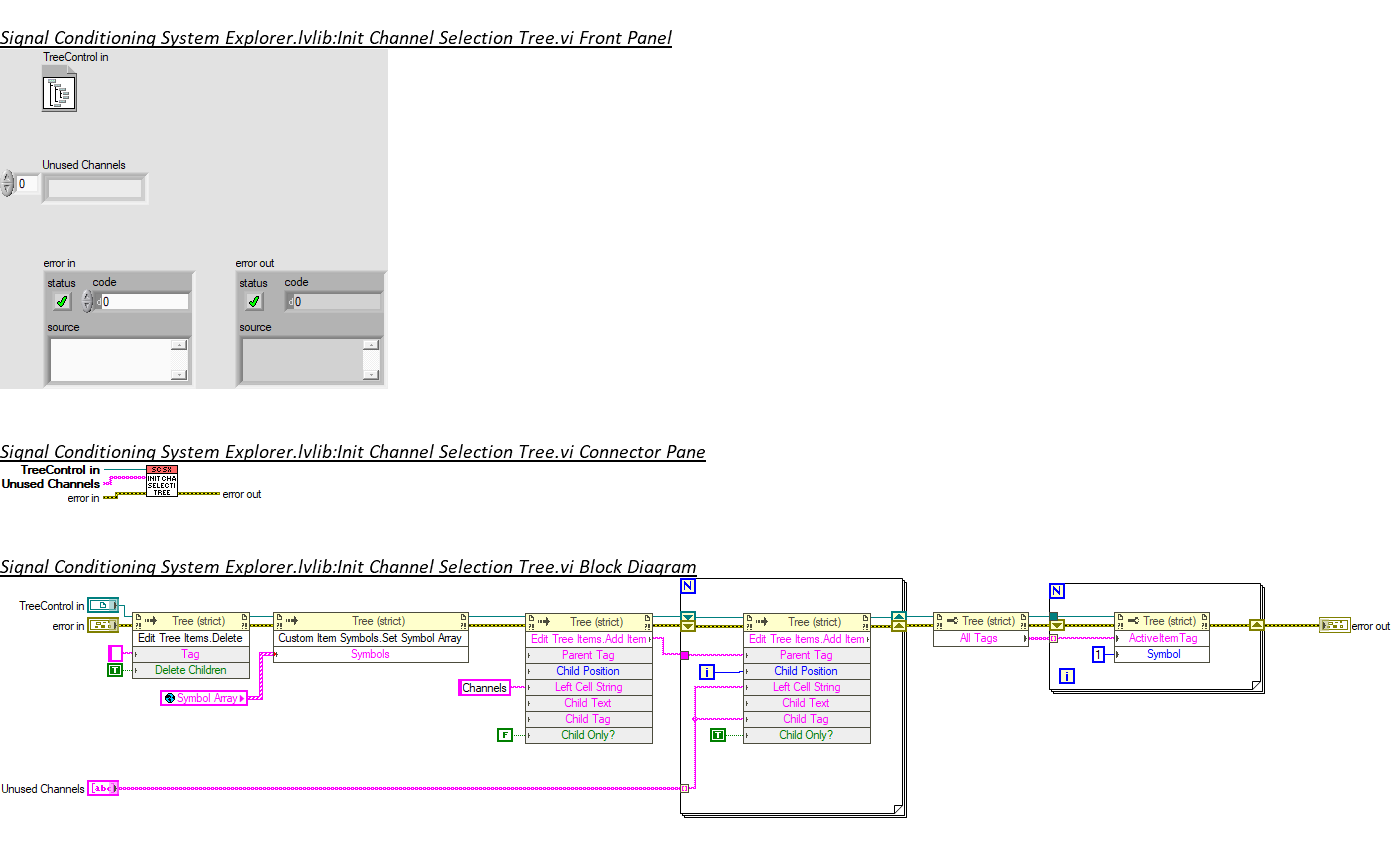 Signal Conditioning System Explorer.lvlib:Init Channel Selection Tree.vi Front Panel
TreeControl in
Unused Channels
0
error in
error out
status code
status code
d0
d0
source
source
Signal Conditioning System Explorer.lvlib:Init Channel Selection Tree.vi Connector Pane
TreeControl in
Unused Channels
error in
SCSX
INIT CHA
SELECTI
TREE
error out
Signal Conditioning System Explorer.lvlib:Init Channel Selection Tree.vi Block Diagram
TreeControl in
error in
Tree (strict)
Edit Tree Items.Delete
Tag
Delete Children
T
Tree (strict)
Custom Item Symbols.Set Symbol Array
Symbols
Symbol Array
Tree (strict)
Edit Tree Items.Add Item
Parent Tag
Child Position
Left Cell String
Child Text
Child Tag
Child Only?
Channels
F
N
Tree (strict)
Edit Tree Items.Add Item
Parent Tag
Child Position
Left Cell String
Child Text
Child Tag
Child Only?
i
T
Tree (strict)
All Tags
N
Tree (strict)
ActiveItemTag
Symbol
1
i
error out
Unused Channels
[abc]